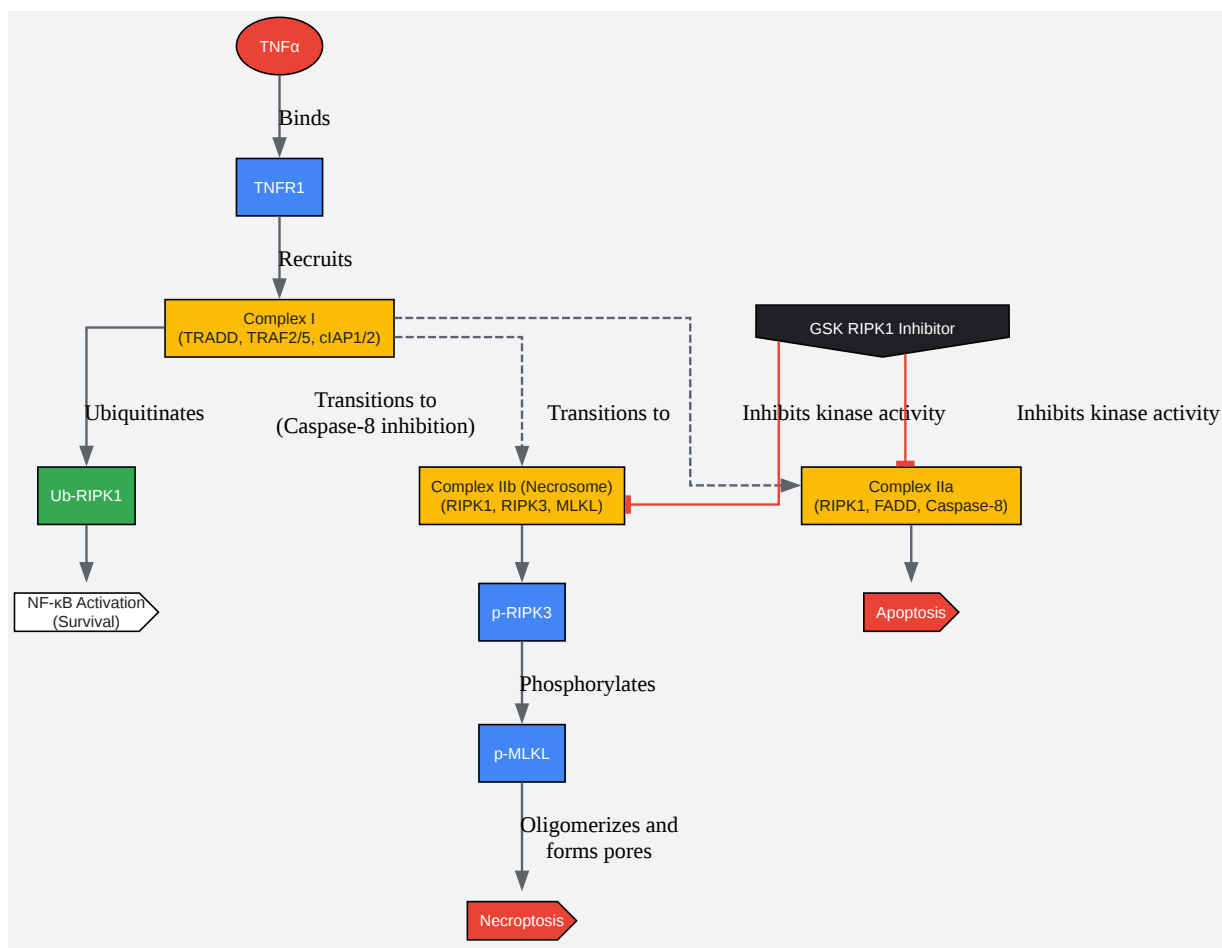 TNFα
Binds
TNFR1
Recruits
Complex I
(TRADD, TRAF2/5, cIAP1/2)
GSK RIPK1 Inhibitor
Ubiquitinates
Transitions to
(Caspase-8 inhibition)
Transitions to
Inhibits kinase activity
Inhibits kinase activity
Ub-RIPK1
Complex IIb (Necrosome)
(RIPK1, RIPK3, MLKL)
Complex IIa
(RIPK1, FADD, Caspase-8)
NF-κB Activation
(Survival)
p-RIPK3
Apoptosis
Phosphorylates
p-MLKL
Oligomerizes and
forms pores
Necroptosis